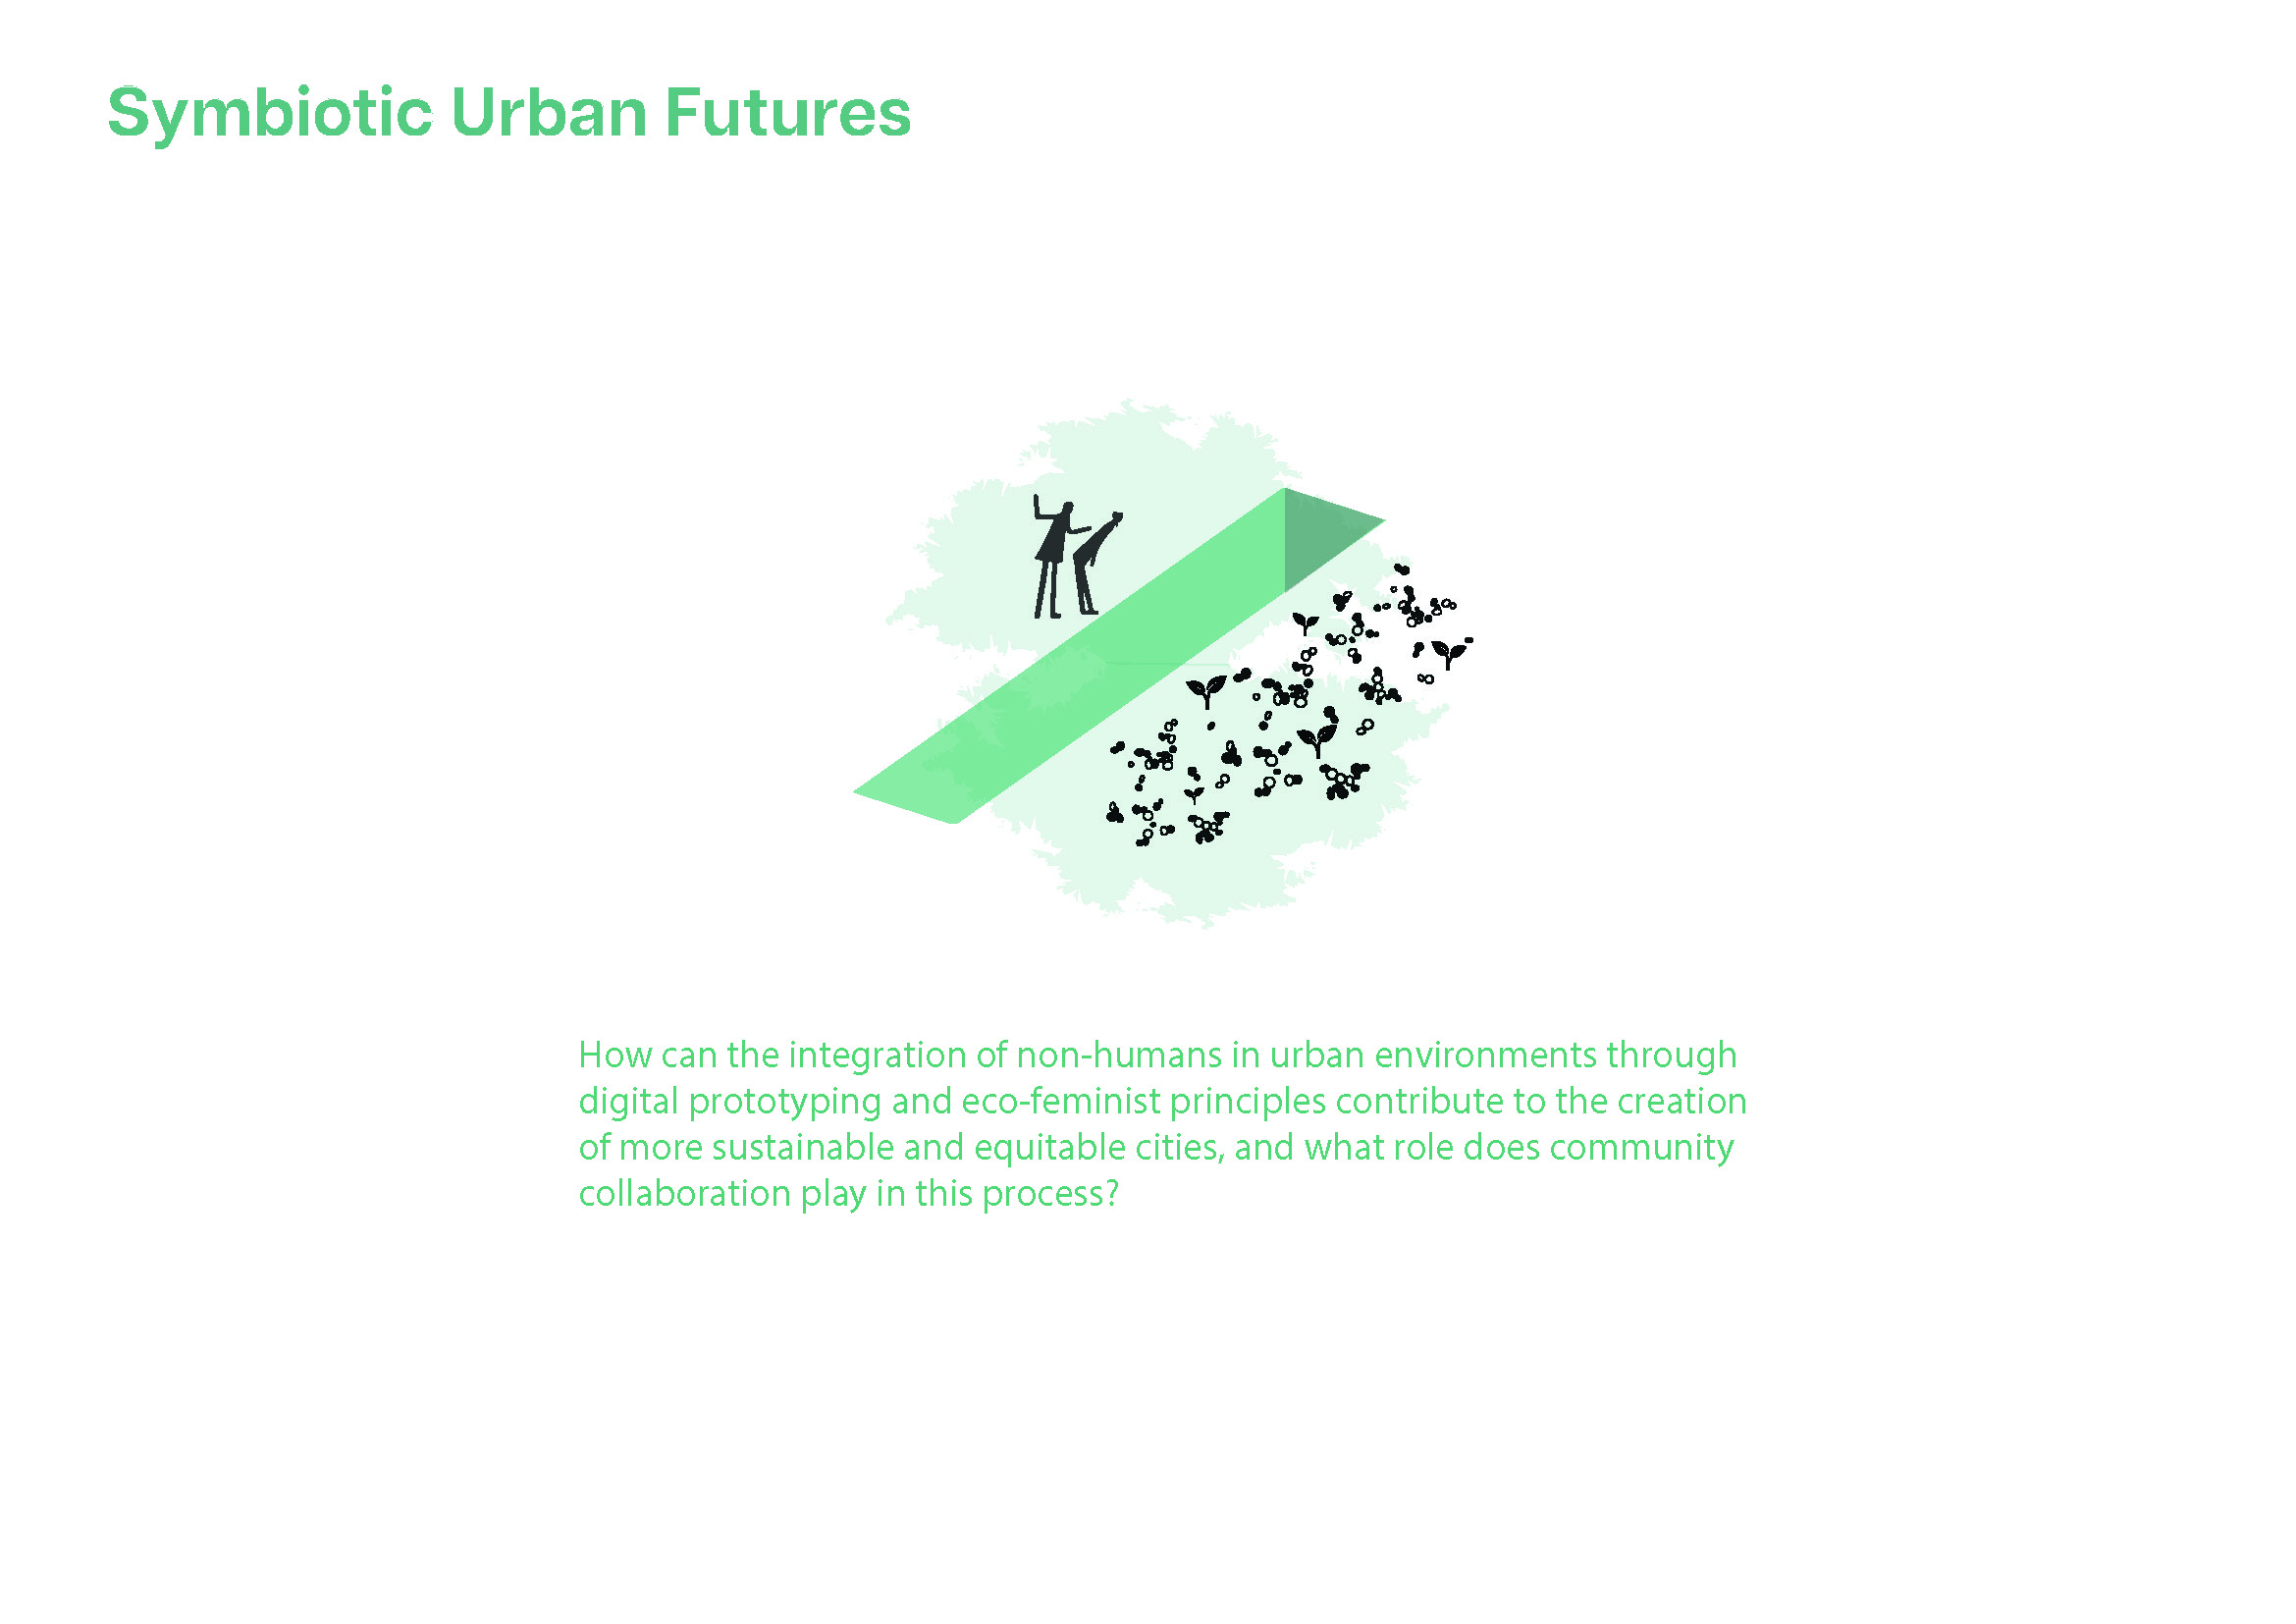 Symbiotic Urban Futures
How can the integration of non-humans in urban environments through
digital prototyping and eco-feminist principles contribute to the creation
of more sustainable and equitable cities, and what role does community
collaboration play in this process?